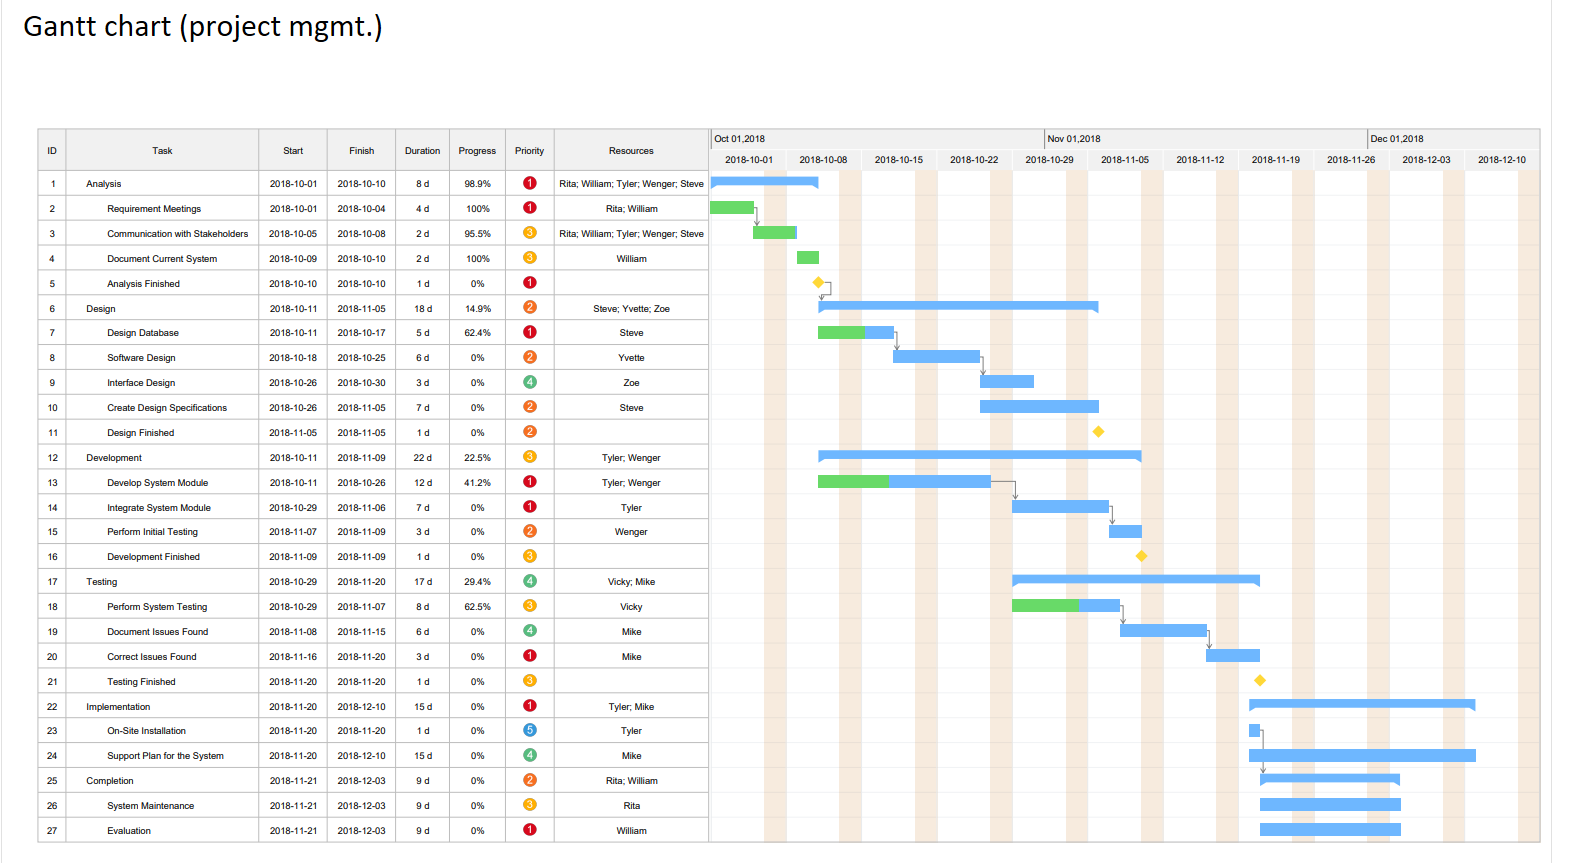 Gantt chart (project mgmt.)
Oct 01,2018 Nov 01,2018 Dec 01,2018
ID Task Start Finish Duration Progress Priority Resources
2018-10-01 2018-10-08 2018-10-15 2018-10-22 2018-10-29 2018-11-05 2018-11-12 2018-11-19 2018-11-26 2018-12-03 2018-12-10
1 Analysis 2018-10-01 2018-10-10 8 d 98.9% 1 Rita; William; Tyler; Wenger; Steve
2 Requirement Meetings 2018-10-01 2018-10-04 4 d 100% 1 Rita; William
3 Communication with Stakeholders 2018-10-05 2018-10-08 2 d 95.5% 3 Rita; William; Tyler; Wenger; Steve
4 Document Current System 2018-10-09 2018-10-10 2 d 100% 3 William
5 Analysis Finished 2018-10-10 2018-10-10 1 d 0% 1
6 Design 2018-10-11 2018-11-05 18 d 14.9% 2 Steve; Yvette; Zoe
7 Design Database 2018-10-11 2018-10-17 5 d 62.4% 1 Steve
8 Software Design 2018-10-18 2018-10-25 6 d 0% 2 Yvette
9 Interface Design 2018-10-26 2018-10-30 3 d 0% 4 Zoe
10 Create Design Specifications 2018-10-26 2018-11-05 7 d 0% 2 Steve
11 Design Finished 2018-11-05 2018-11-05 1 d 0% 2
12 Development 2018-10-11 2018-11-09 22 d 22.5% 3 Tyler; Wenger
13 Develop System Module 2018-10-11 2018-10-26 12 d 41.2% 1 Tyler; Wenger
14 Integrate System Module 2018-10-29 2018-11-06 7 d 0% 1 Tyler
15 Perform Initial Testing 2018-11-07 2018-11-09 3 d 0% 2 Wenger
16 Development Finished 2018-11-09 2018-11-09 1 d 0% 3
17 Testing 2018-10-29 2018-11-20 17 d 29.4% 4 Vicky; Mike
18 Perform System Testing 2018-10-29 2018-11-07 8 d 62.5% 3 Vicky
19 Document Issues Found 2018-11-08 2018-11-15 6 d 0% 4 Mike
20 Correct Issues Found 2018-11-16 2018-11-20 3 d 0% 1 Mike
21 Testing Finished 2018-11-20 2018-11-20 1 d 0% 3
22 Implementation 2018-11-20 2018-12-10 15 d 0% 1 Tyler; Mike
23 On-Site Installation 2018-11-20 2018-11-20 1 d 0% 5 Tyler
24 Support Plan for the System 2018-11-20 2018-12-10 15 d 0% 4 Mike
25 Completion 2018-11-21 2018-12-03 9 d 0% 2 Rita; William
26 System Maintenance 2018-11-21 2018-12-03 9 d 0% 3 Rita
27 Evaluation 2018-11-21 2018-12-03 9 d 0% 1 William